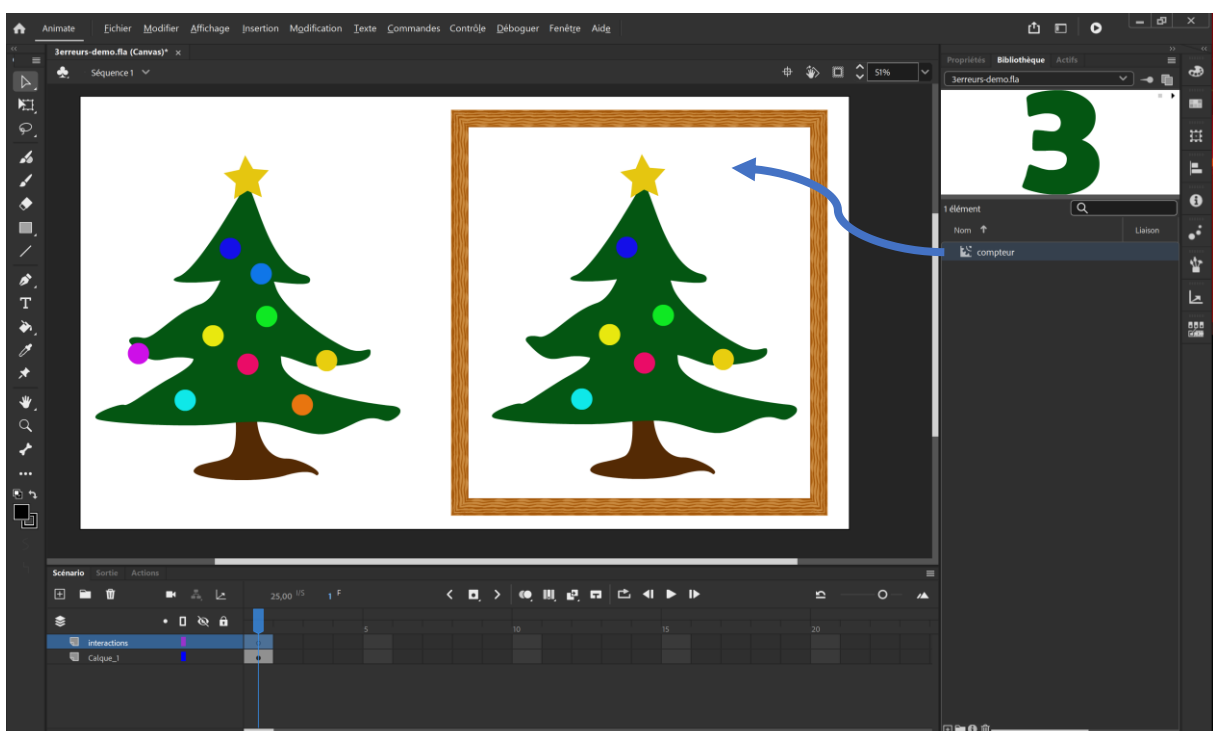 Animate Fichier Modifier Affichage Insertion Modification Texte Commandes Contrôle Déboguer Fenêtre Aide
3erreurs-demo.fla (Canvas)* ×
Séquence 1
51%
Propriétés Bibliothèque Actifs
3erreurs-demo.fla
3
1 élément
Nom Liaison
compteur
Scénario Sortie Actions
25,00 I/S 1 F
5 10 15 20
interactions
Calque_1